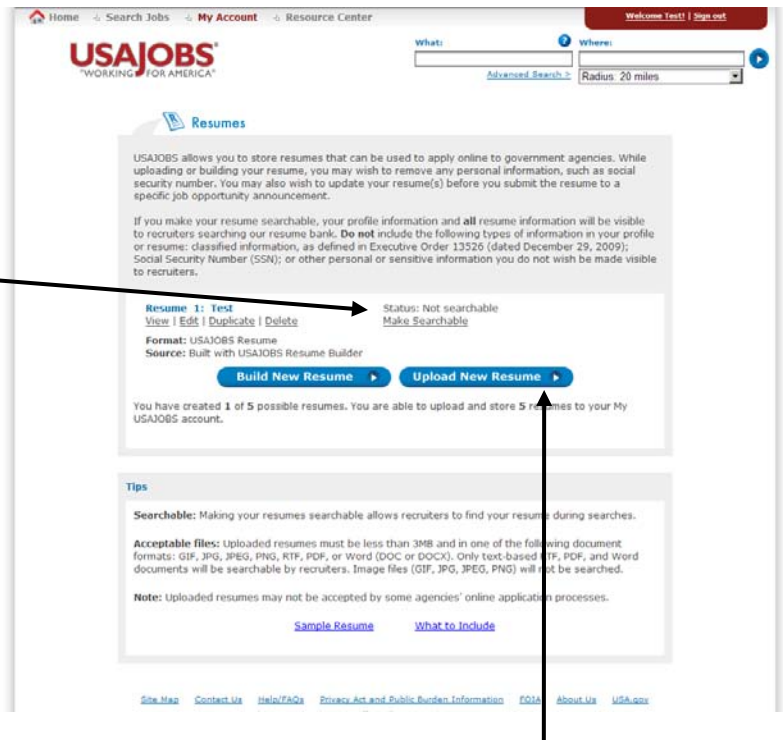 Home Search Jobs My Account Resource Center Welcome Test! | Sign out
What: ? Where:
USAJOBS®
"WORKING FOR AMERICA"
Advanced Search > Radius: 20 miles
Resumes
USAJOBS allows you to store resumes that can be used to apply online to government agencies. While
uploading or building your resume, you may wish to remove any personal information, such as social
security number. You may also wish to update your resume(s) before you submit the resume to a
specific job opportunity announcement.
If you make your resume searchable, your profile information and all resume information will be visible
to recruiters searching our resume bank. Do not include the following types of information in your profile
or resume: classified information, as defined in Executive Order 13526 (dated December 29, 2009);
Social Security Number (SSN); or other personal or sensitive information you do not wish be made visible
to recruiters.
Resume 1: Test Status: Not searchable
View | Edit | Duplicate | Delete Make Searchable
Format: USAJOBS Resume
Source: Built with USAJOBS Resume Builder
Build New Resume Upload New Resume
You have created 1 of 5 possible resumes. You are able to upload and store 5 resumes to your My
USAJOBS account.
Tips
Searchable: Making your resumes searchable allows recruiters to find your resume during searches.
Acceptable files: Uploaded resumes must be less than 3MB and in one of the following document
formats: GIF, JPG, JPEG, PNG, RTF, PDF, or Word (DOC or DOCX). Only text-based RTF, PDF, and Word
documents will be searchable by recruiters. Image files (GIF, JPG, JPEG, PNG) will not be searched.
Note: Uploaded resumes may not be accepted by some agencies' online application processes.
Sample Resume What to Include
Site Map Contact Us Help/FAQs Privacy Act and Public Burden Information FOIA About Us USA.gov